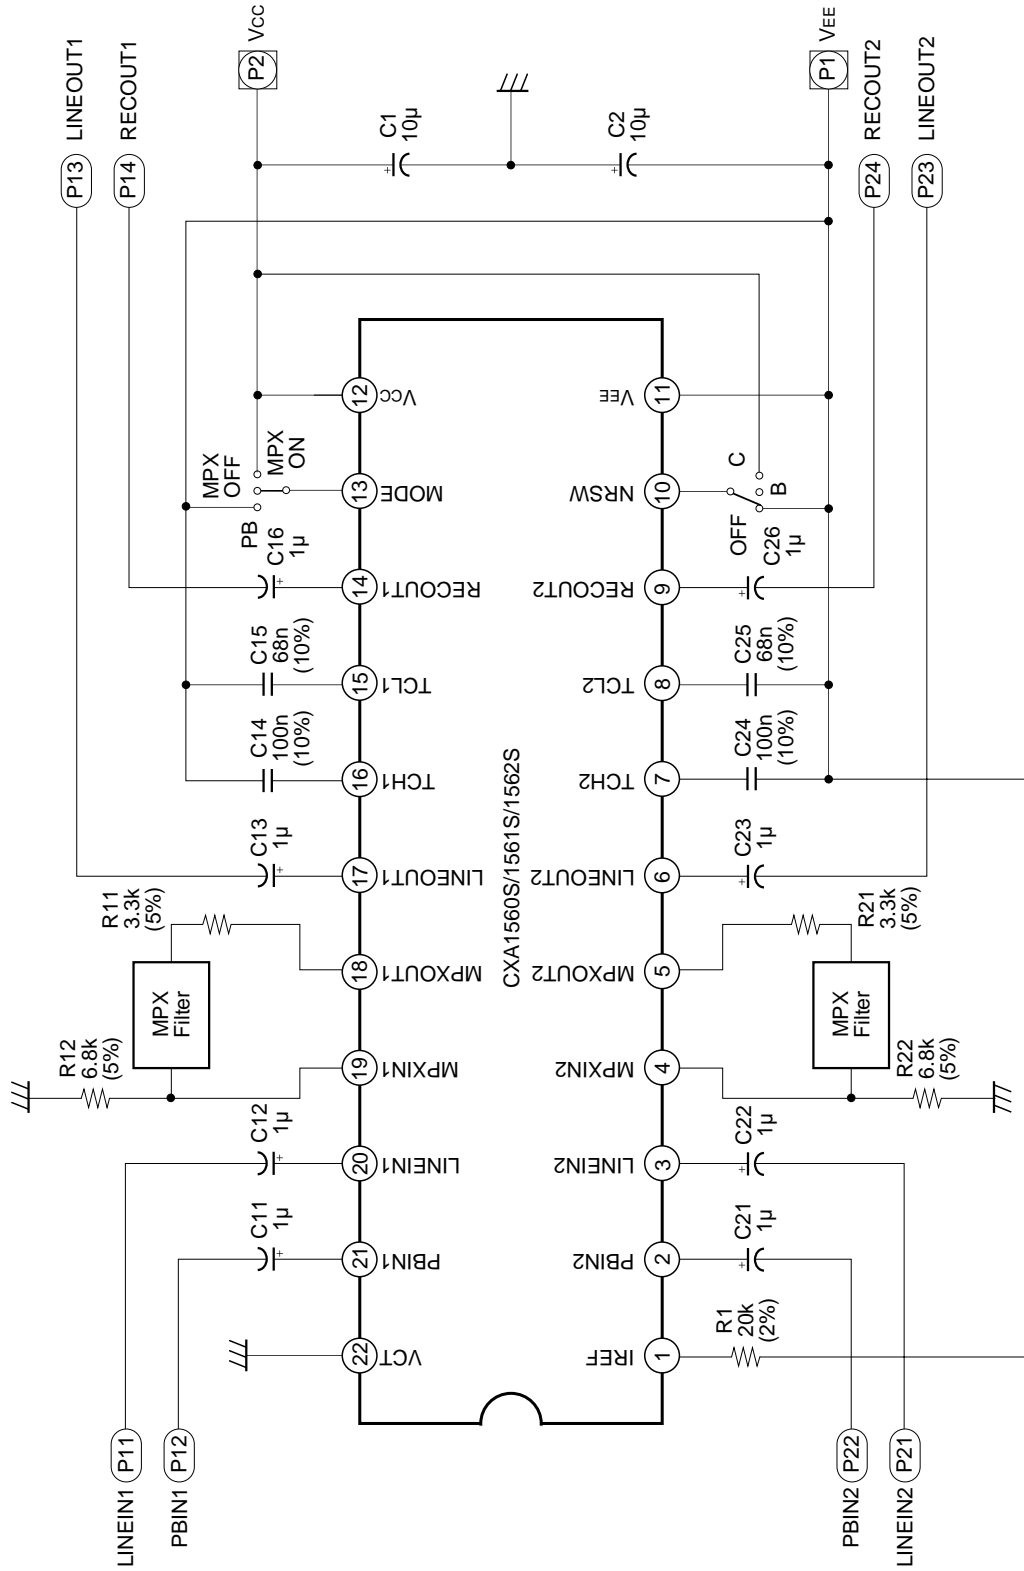 P13 LINEOUT1
P14 RECOUT1
P2 VCC
C1
10µ
C2
10µ
P1 VEE
P24 RECOUT2
P23 LINEOUT2
12 VCC
11 VEE
MPX
OFF
MPX
ON
PB
13 MODE
10 NRSW
C
B
OFF
C16
1µ
14 RECOUT1
9 RECOUT2
C26
1µ
C15
68n
(10%)
15 TCL1
8 TCL2
C25
68n
(10%)
C14
100n
(10%)
16 TCH1
7 TCH2
C24
100n
(10%)
C13
1µ
17 LINEOUT1
6 LINEOUT2
C23
1µ
CXA1560S/1561S/1562S
R11
3.3k
(5%)
MPX
Filter
18 MPXOUT1
5 MPXOUT2
R21
3.3k
(5%)
MPX
Filter
R12
6.8k
(5%)
19 MPXIN1
4 MPXIN2
R22
6.8k
(5%)
C12
1µ
20 LINEIN1
3 LINEIN2
C22
1µ
C11
1µ
21 PBIN1
2 PBIN2
C21
1µ
22 VCT
1 IREF
R1
20k
(2%)
LINEIN1 P11
PBIN1 P12
PBIN2 P22
LINEIN2 P21